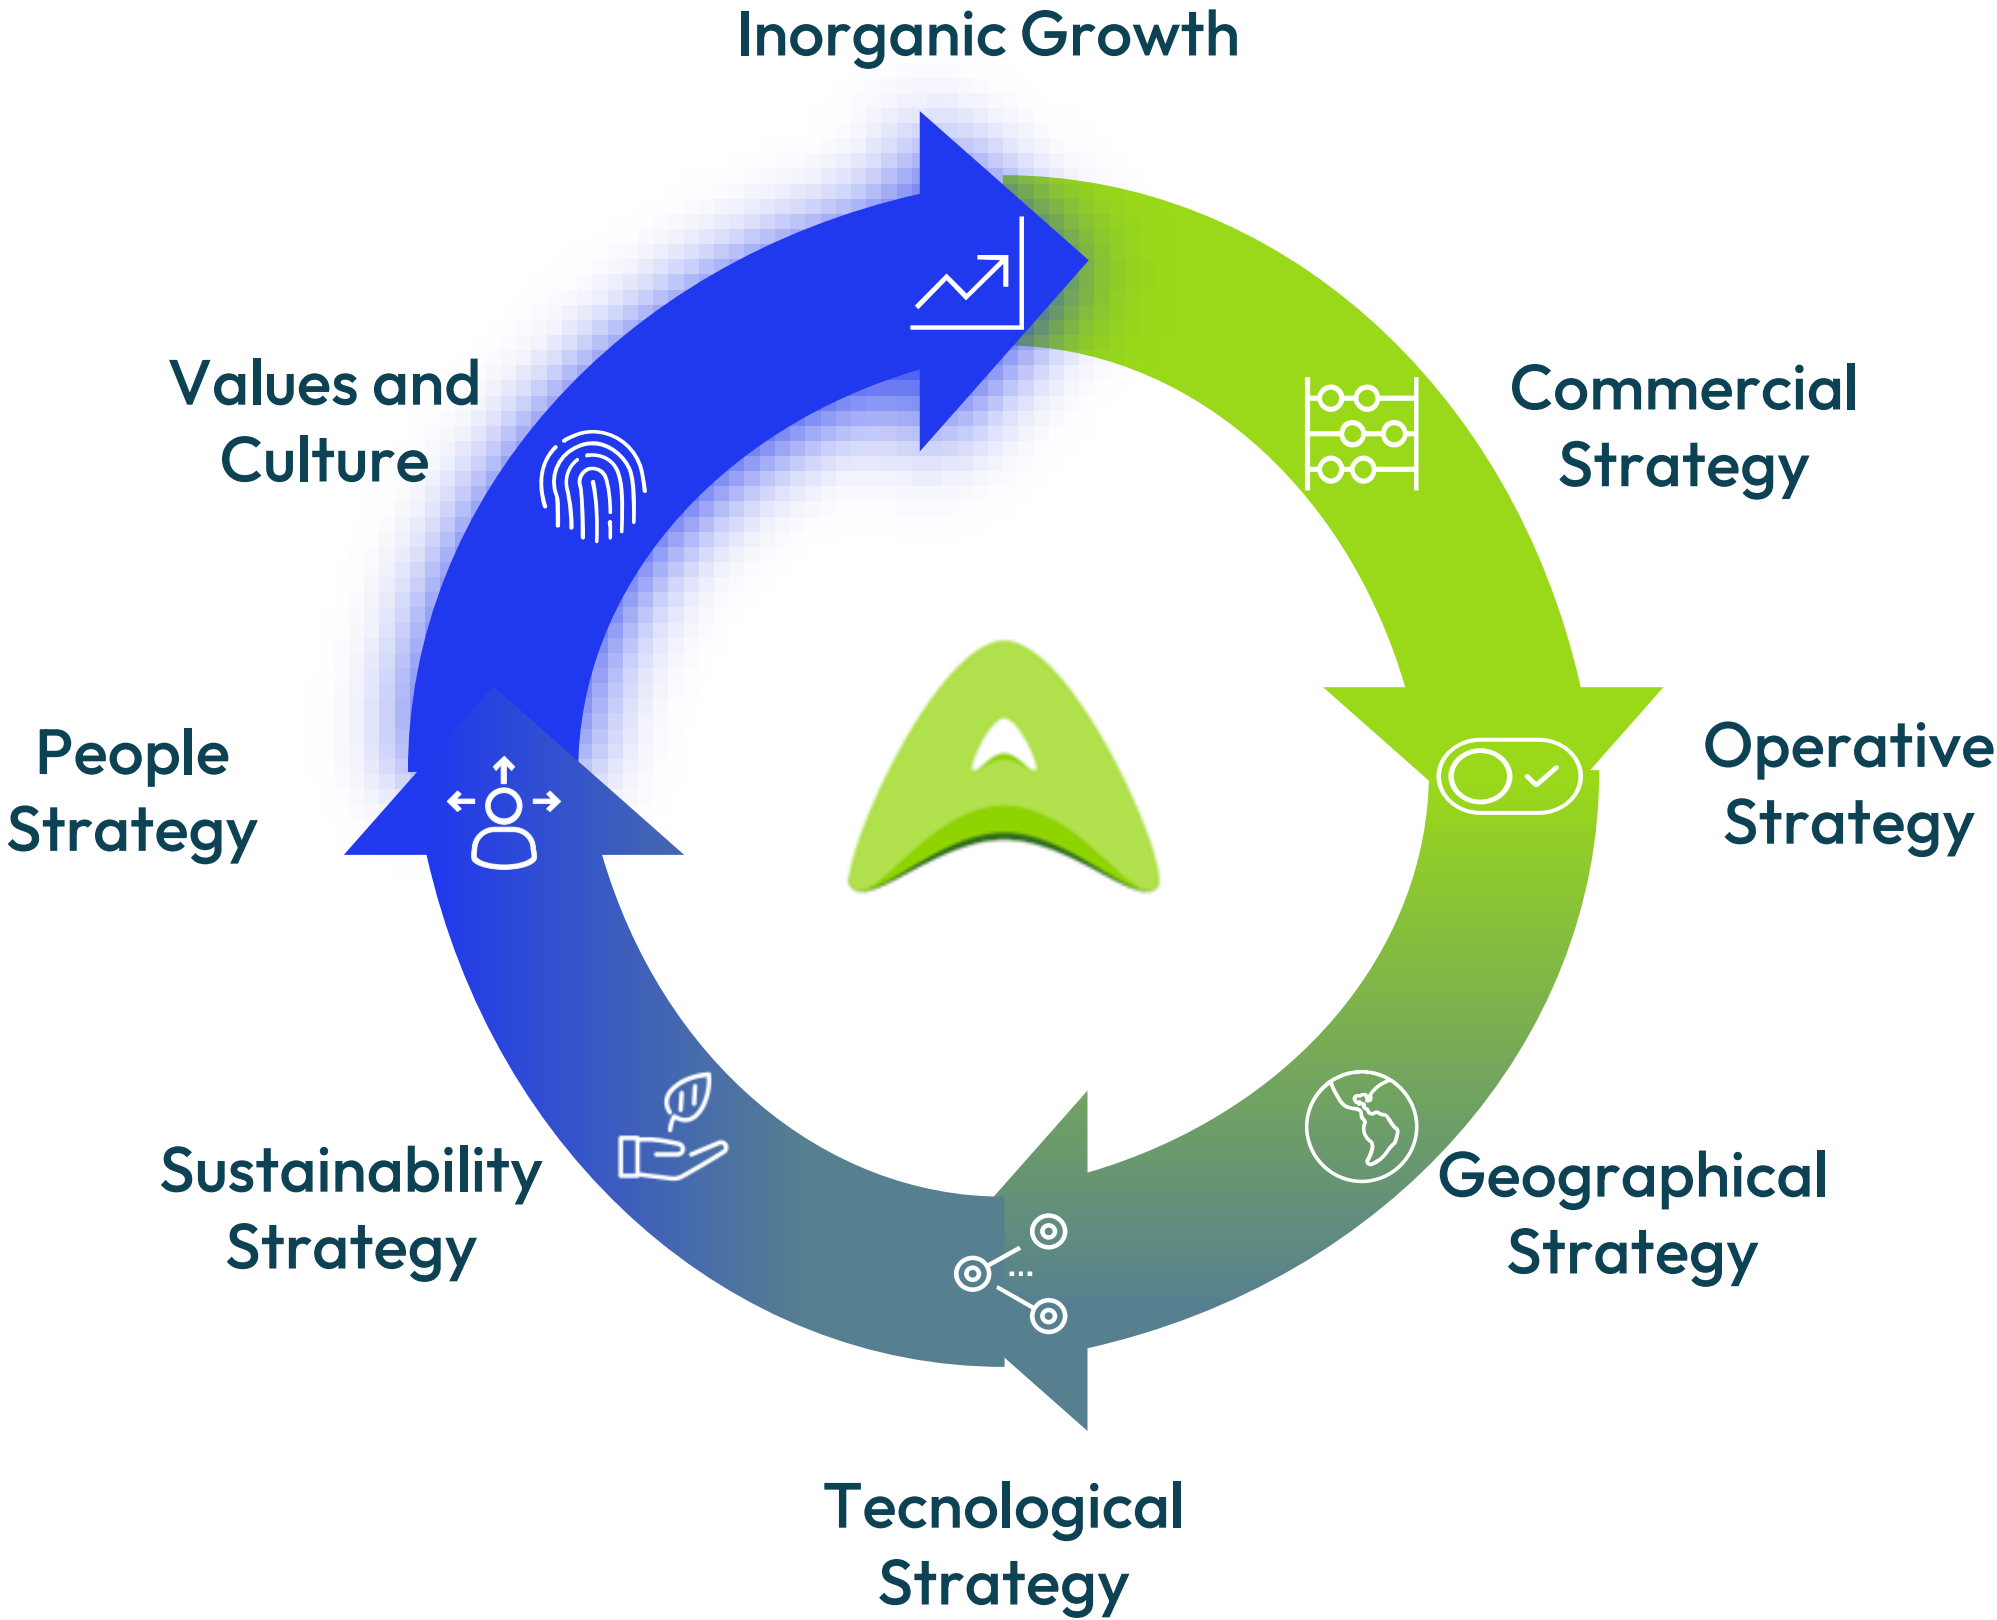 Inorganic Growth
Commercial
Strategy
Operative
Strategy
Geographical
Strategy
Tecnological
Strategy
Sustainability
Strategy
People
Strategy
Values and
Culture